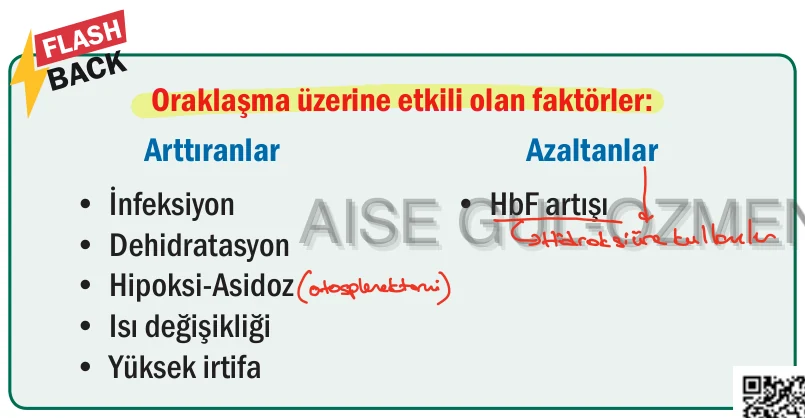 FLASH
BACK
Oraklaşma üzerine etkili olan faktörler:
Arttıranlar
• İnfeksiyon
• Dehidratasyon
• Hipoksi-Asidoz (otosplenektomi)
• Isı değişikliği
• Yüksek irtifa
Azaltanlar
• HbF artışı
Hidroksiüre kullanılır
AISE GUL-OZMEN